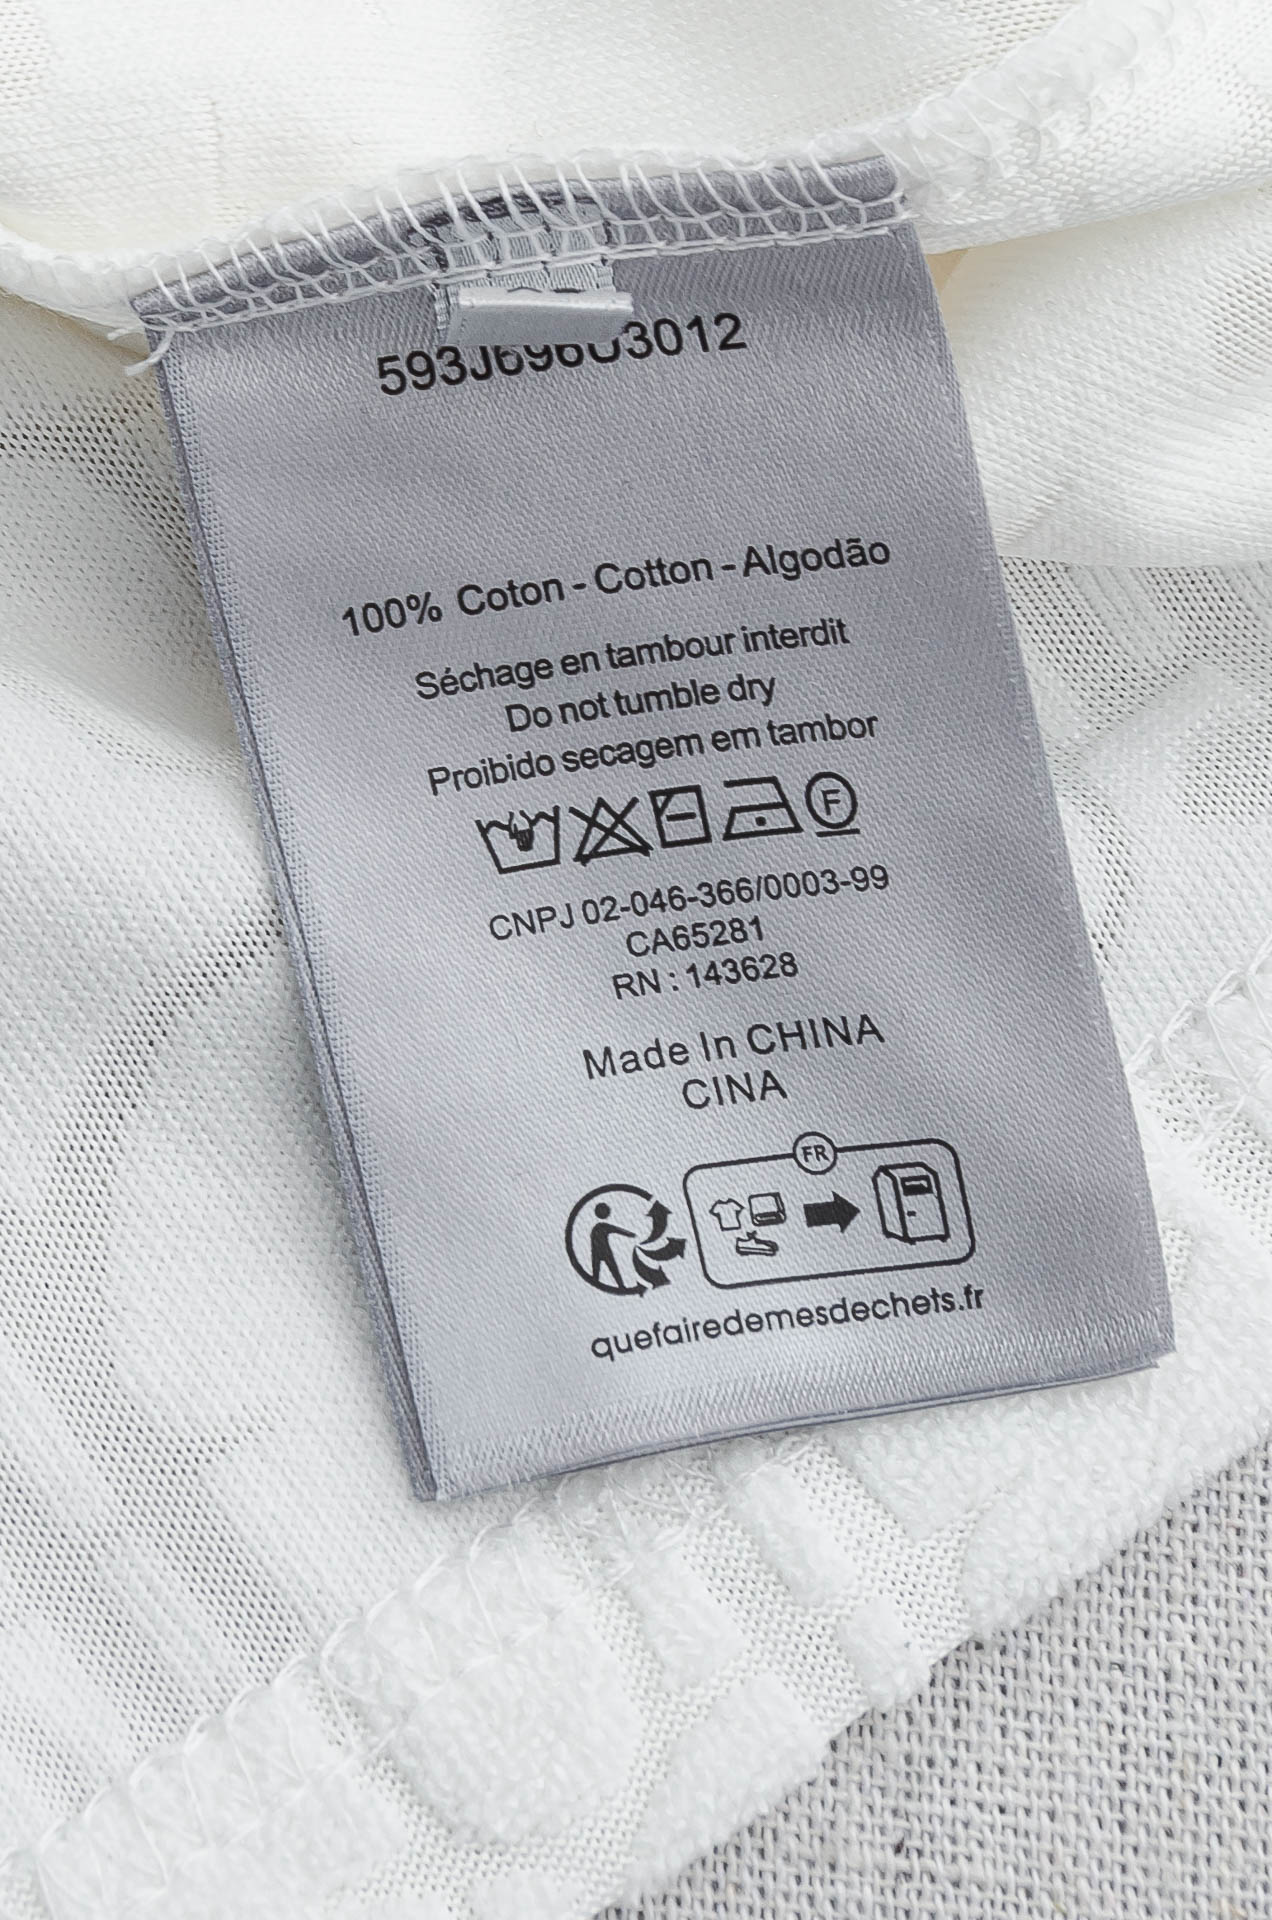 593J696U3012
100% Coton - Cotton - Algodão
Séchage en tambour interdit
Do not tumble dry
Proibido secagem em tambor
F
CNPJ 02-046-366/0003-99
CA65281
RN : 143628
Made In CHINA
CINA
FR
quefairedemesdechets.fr